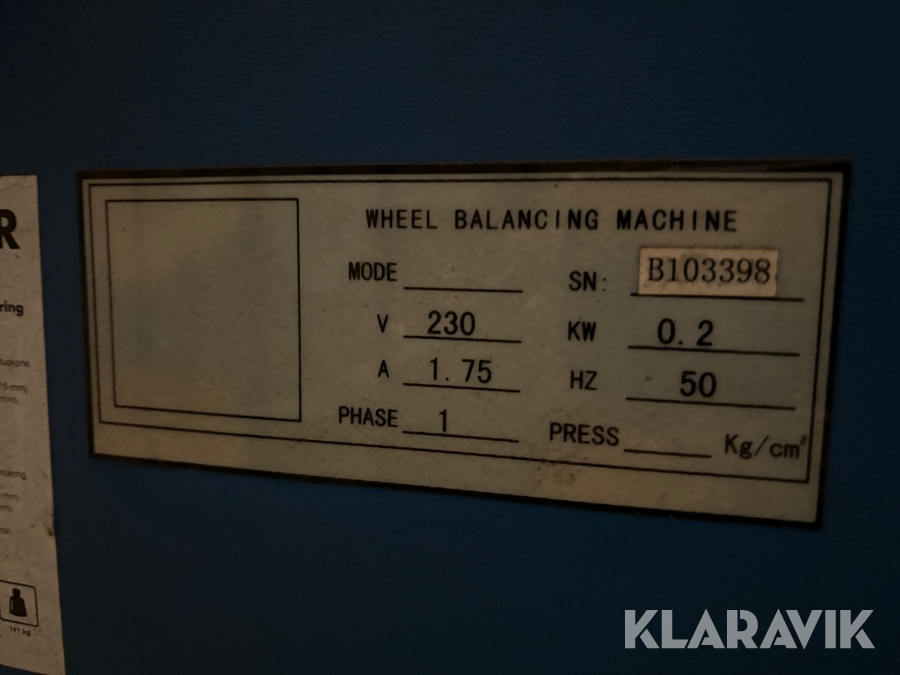 WHEEL BALANCING MACHINE
MODE
SN: B103398
V 230
KW 0.2
A 1.75
HZ 50
PHASE 1
PRESS Kg/cm²
R
ring
141 kg
KLARAVIK